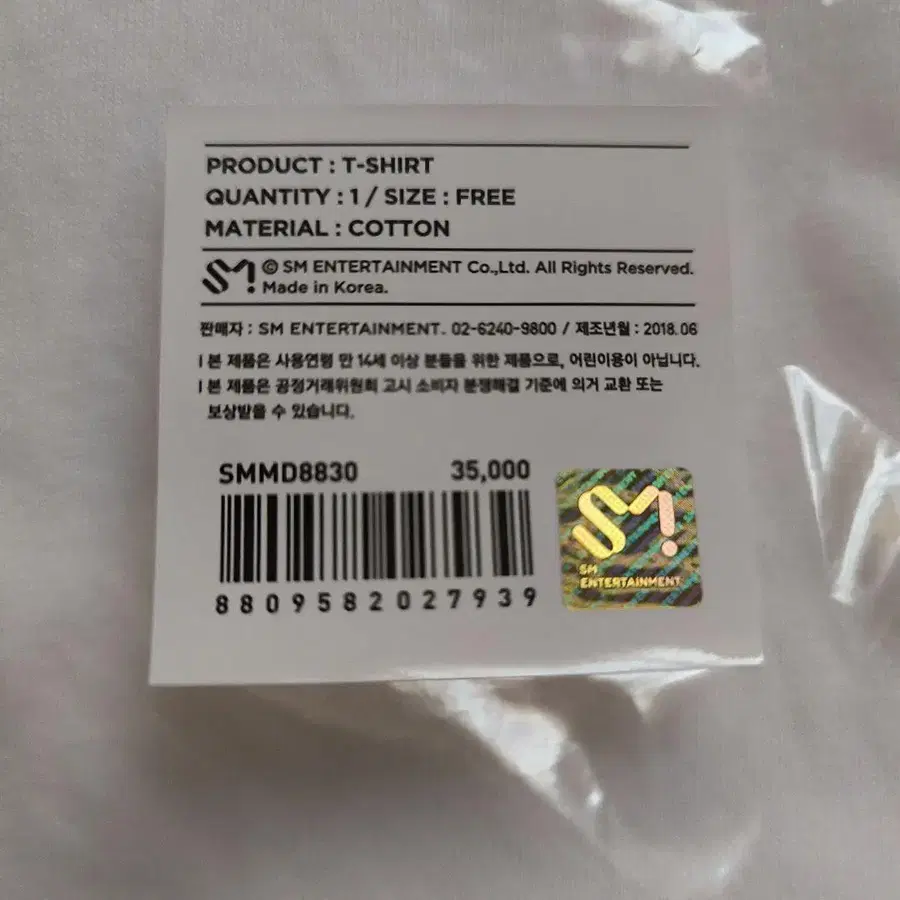 PRODUCT : T-SHIRT
QUANTITY : 1 / SIZE : FREE
MATERIAL : COTTON
SM! © SM ENTERTAINMENT Co.,Ltd. All Rights Reserved.
Made in Korea.
판매자 : SM ENTERTAINMENT. 02-6240-9800 / 제조년월 : 2018.06
| 본 제품은 사용연령 만 14세 이상 분들을 위한 제품으로, 어린이용이 아닙니다.
| 본 제품은 공정거래위원회 고시 소비자 분쟁해결 기준에 의거 교환 또는
보상받을 수 있습니다.
SMMD8830 35,000
8809582027939
SM!
SM
ENTERTAINMENT